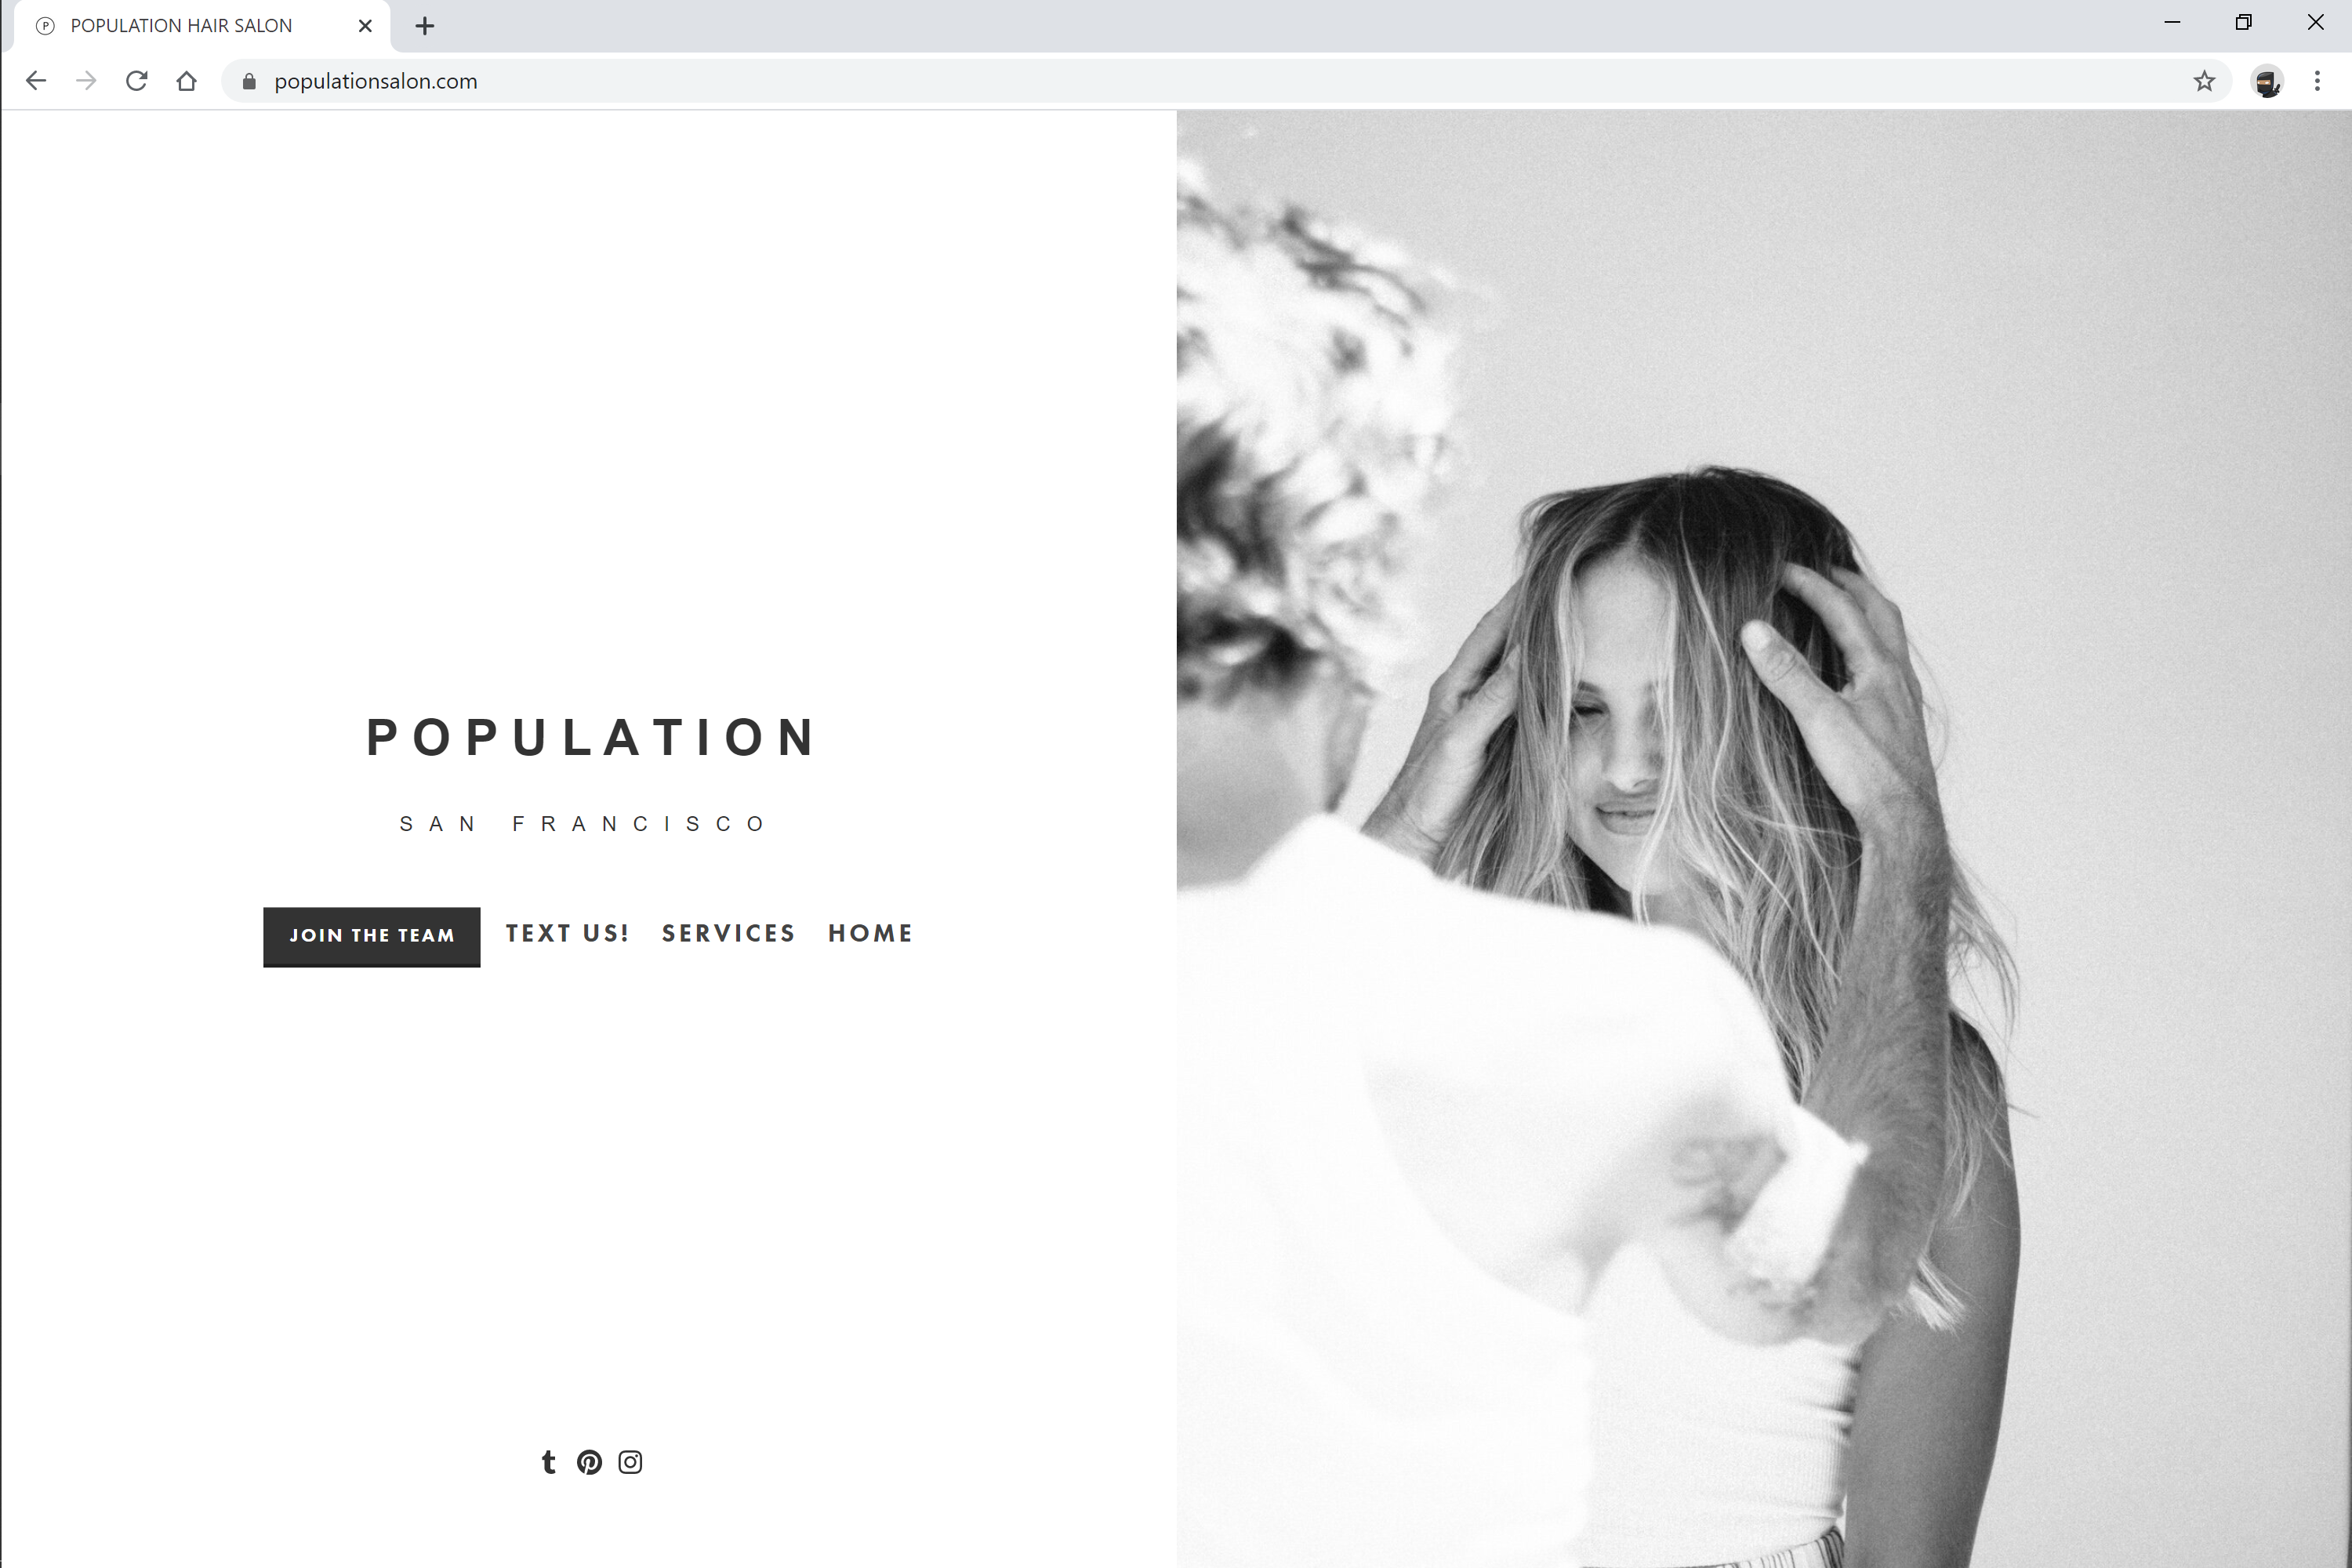 POPULATION HAIR SALON
populationsalon.com
POPULATION
SAN FRANCISCO
JOIN THE TEAM TEXT US! SERVICES HOME